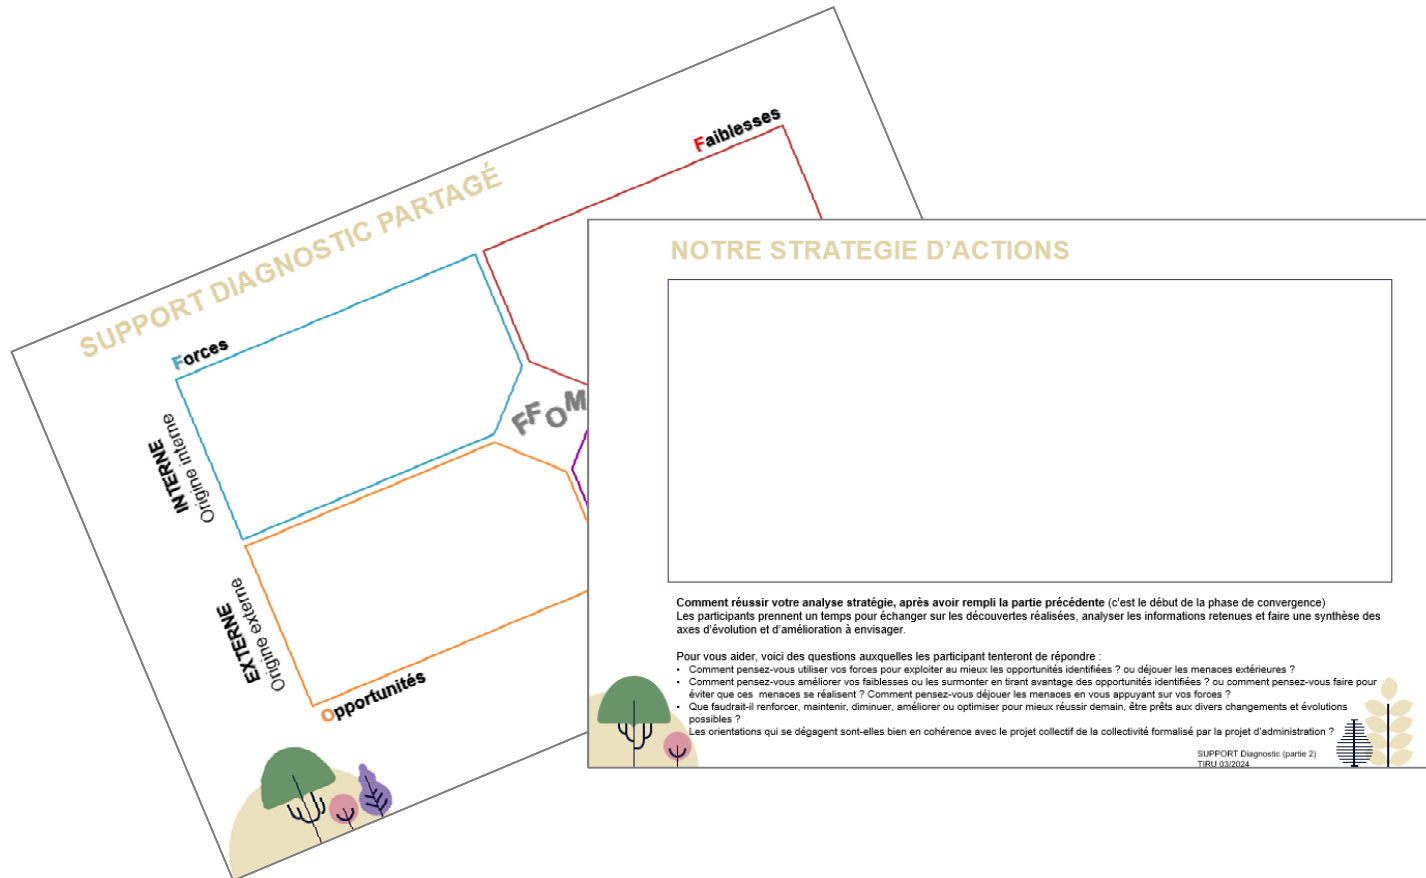 SUPPORT DIAGNOSTIC PARTAGÉ
Forces
Faiblesses
INTERNE
Origine interne
FFOM
EXTERNE
Origine externe
Opportunités
NOTRE STRATEGIE D’ACTIONS
Comment réussir votre analyse stratégie, après avoir rempli la partie précédente (c’est le début de la phase de convergence)
Les participants prennent un temps pour échanger sur les découvertes réalisées, analyser les informations retenues et faire une synthèse des
axes d’évolution et d’amélioration à envisager.
Pour vous aider, voici des questions auxquelles les participant tenteront de répondre :
• Comment pensez-vous utiliser vos forces pour exploiter au mieux les opportunités identifiées ? ou déjouer les menaces extérieures ?
• Comment pensez-vous améliorer vos faiblesses ou les surmonter en tirant avantage des opportunités identifiées ? ou comment pensez-vous faire pour
éviter que ces menaces se réalisent ? Comment pensez-vous déjouer les menaces en vous appuyant sur vos forces ?
• Que faudrait-il renforcer, maintenir, diminuer, améliorer ou optimiser pour mieux réussir demain, être prêts aux divers changements et évolutions
possibles ?
Les orientations qui se dégagent sont-elles bien en cohérence avec le projet collectif de la collectivité formalisé par le projet d’administration ?
SUPPORT Diagnostic (partie 2)
TIRU 03/2024